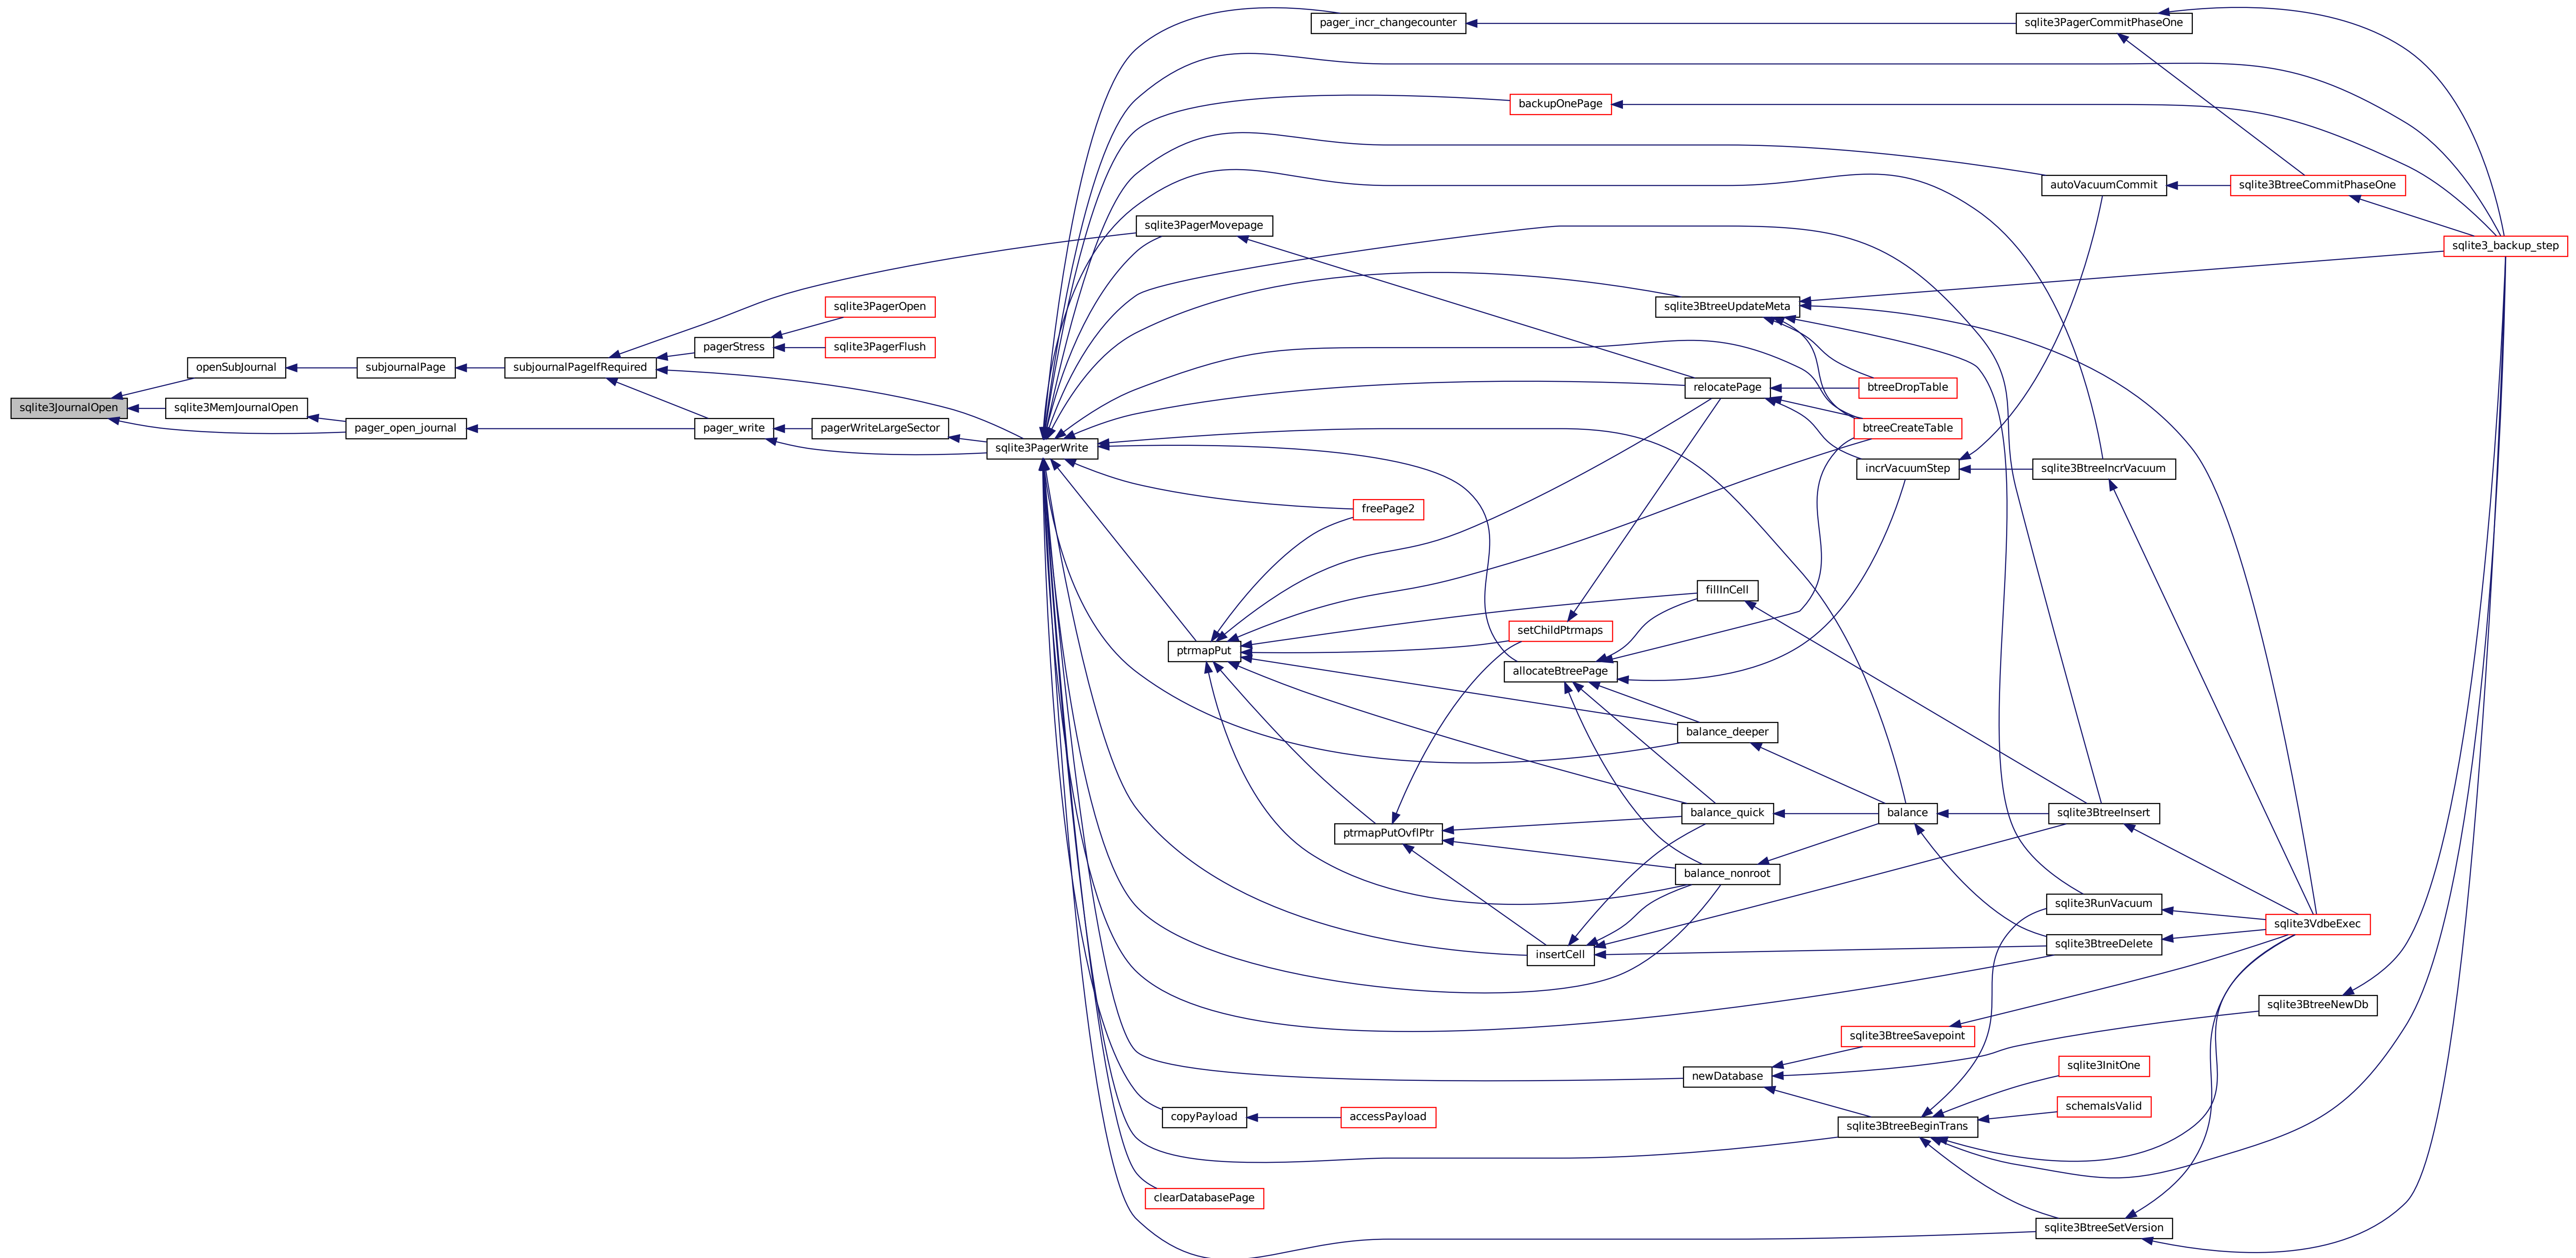 pager_incr_changecounter
sqlite3PagerCommitPhaseOne
backupOnePage
autoVacuumCommit
sqlite3BtreeCommitPhaseOne
sqlite3PagerMovepage
sqlite3_backup_step
sqlite3PagerOpen
sqlite3BtreeUpdateMeta
pagerStress
sqlite3PagerFlush
openSubJournal
subjournalPage
subjournalPageIfRequired
relocatePage
btreeDropTable
sqlite3JournalOpen
sqlite3MemJournalOpen
pager_open_journal
pager_write
pagerWriteLargeSector
btreeCreateTable
sqlite3PagerWrite
incrVacuumStep
sqlite3BtreeIncrVacuum
freePage2
fillInCell
setChildPtrmaps
ptrmapPut
allocateBtreePage
balance_deeper
balance_quick
balance
sqlite3BtreeInsert
ptrmapPutOvflPtr
balance_nonroot
sqlite3RunVacuum
sqlite3VdbeExec
insertCell
sqlite3BtreeDelete
sqlite3BtreeNewDb
sqlite3BtreeSavepoint
sqlite3InitOne
newDatabase
schemaIsValid
copyPayload
accessPayload
sqlite3BtreeBeginTrans
clearDatabasePage
sqlite3BtreeSetVersion